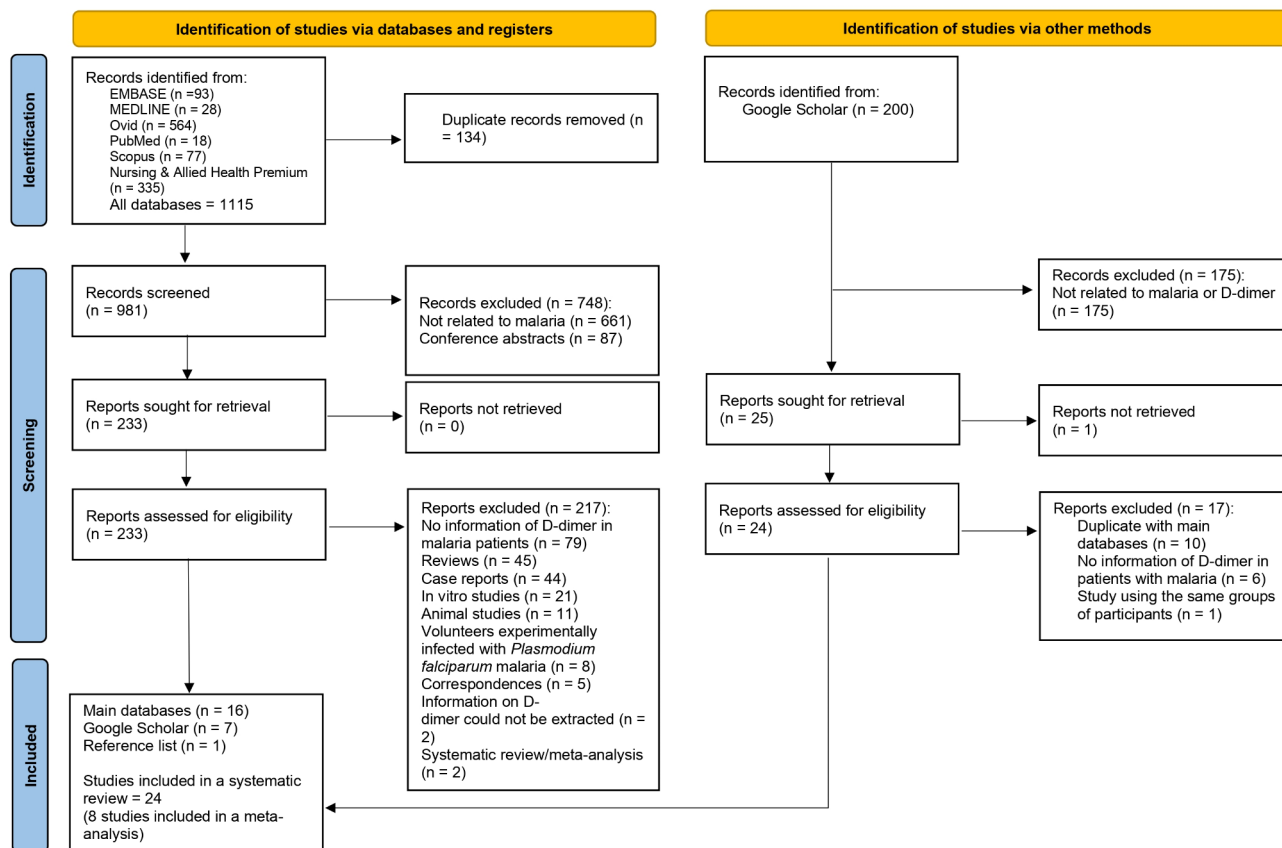 Identification of studies via databases and registers
Identification of studies via other methods
Identification
Records identified from:
EMBASE (n =93)
MEDLINE (n = 28)
Ovid (n = 564)
PubMed (n = 18)
Scopus (n = 77)
Nursing & Allied Health Premium
(n = 335)
All databases = 1115
Duplicate records removed (n
= 134)
Records identified from:
Google Scholar (n = 200)
Screening
Records screened
(n = 981)
Records excluded (n = 748):
Not related to malaria (n = 661)
Conference abstracts (n = 87)
Records excluded (n = 175):
Not related to malaria or D-dimer
(n = 175)
Reports sought for retrieval
(n = 233)
Reports not retrieved
(n = 0)
Reports sought for retrieval
(n = 25)
Reports not retrieved
(n = 1)
Reports assessed for eligibility
(n = 233)
Reports excluded (n = 217):
No information of D-dimer in
malaria patients (n = 79)
Reviews (n = 45)
Case reports (n = 44)
In vitro studies (n = 21)
Animal studies (n = 11)
Volunteers experimentally
infected with Plasmodium
falciparum malaria (n = 8)
Correspondences (n = 5)
Information on D-
dimer could not be extracted (n =
2)
Systematic review/meta-analysis
(n = 2)
Reports assessed for eligibility
(n = 24)
Reports excluded (n = 17):
Duplicate with main
databases (n = 10)
No information of D-dimer in
patients with malaria (n = 6)
Study using the same groups
of participants (n = 1)
Included
Main databases (n = 16)
Google Scholar (n = 7)
Reference list (n = 1)
Studies included in a systematic
review = 24
(8 studies included in a meta-
analysis)